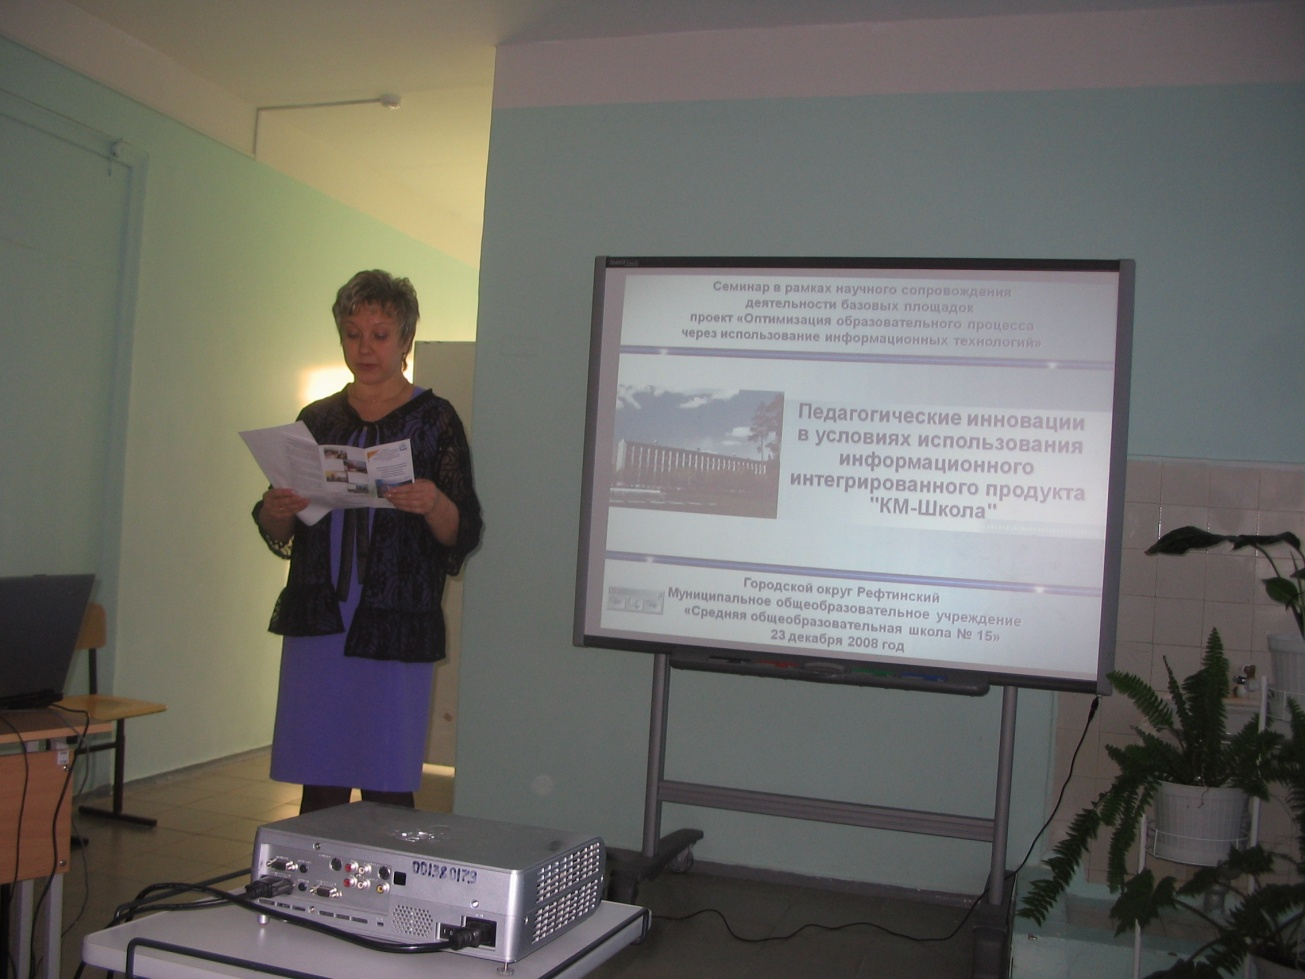 Семинар в рамках научного сопровождения
деятельности базовых площадок
проект «Оптимизация образовательного процесса
через использование информационных технологий»
Педагогические инновации
в условиях использования
информационного
интегрированного продукта
"КМ-Школа"
Городской округ Рефтинский
Муниципальное общеобразовательное учреждение
«Средняя общеобразовательная школа № 15»
23 декабря 2008 год
001380173